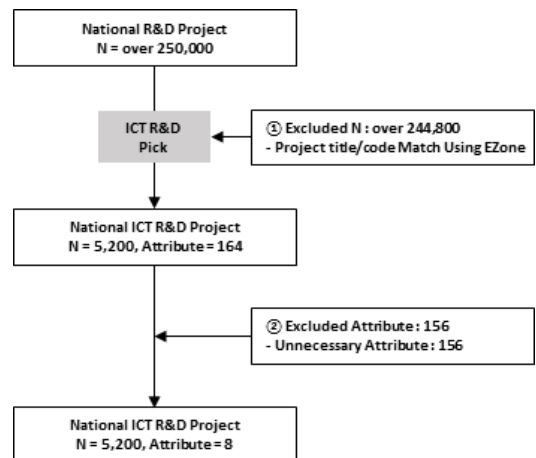 National R&D Project
N = over 250,000
ICT R&D
Pick
① Excluded N : over 244,800
- Project title/code Match Using EZone
National ICT R&D Project
N = 5,200, Attribute = 164
② Excluded Attribute : 156
- Unnecessary Attribute : 156
National ICT R&D Project
N = 5,200, Attribute = 8